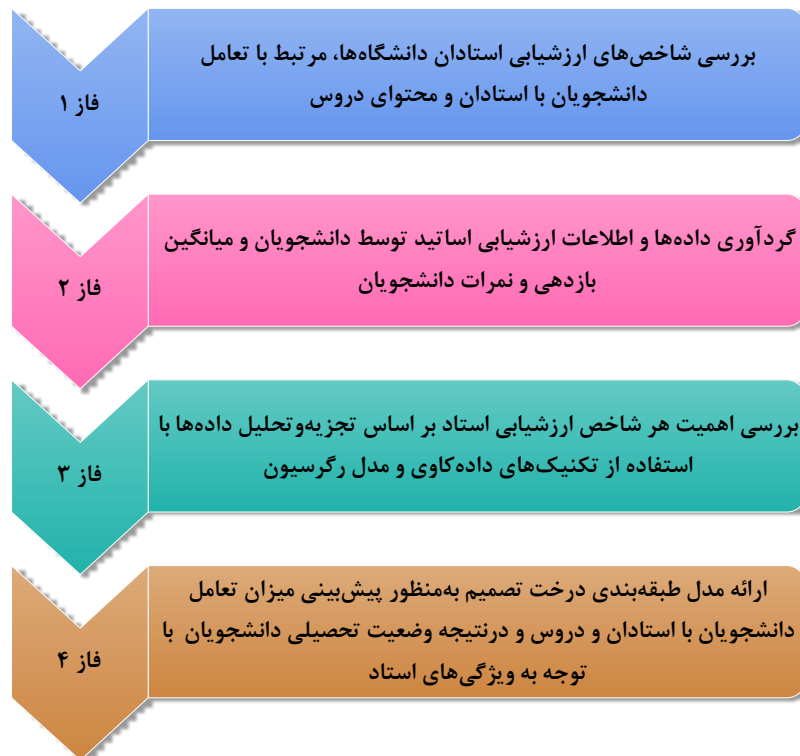 فاز ۱
بررسی شاخص‌های ارزشیابی استادان دانشگاه‌ها، مرتبط با تعامل
دانشجویان با استادان و محتوای دروس
فاز ۲
گردآوری داده‌ها و اطلاعات ارزشیابی اساتید توسط دانشجویان و میانگین
بازدهی و نمرات دانشجویان
فاز ۳
بررسی اهمیت هر شاخص ارزشیابی استاد بر اساس تجزیه‌وتحلیل داده‌ها با
استفاده از تکنیک‌های داده‌کاوی و مدل رگرسیون
فاز ۴
ارائه مدل طبقه‌بندی درخت تصمیم به‌منظور پیش‌بینی میزان تعامل
دانشجویان با استادان و دروس و درنتیجه وضعیت تحصیلی دانشجویان با
توجه به ویژگی‌های استاد